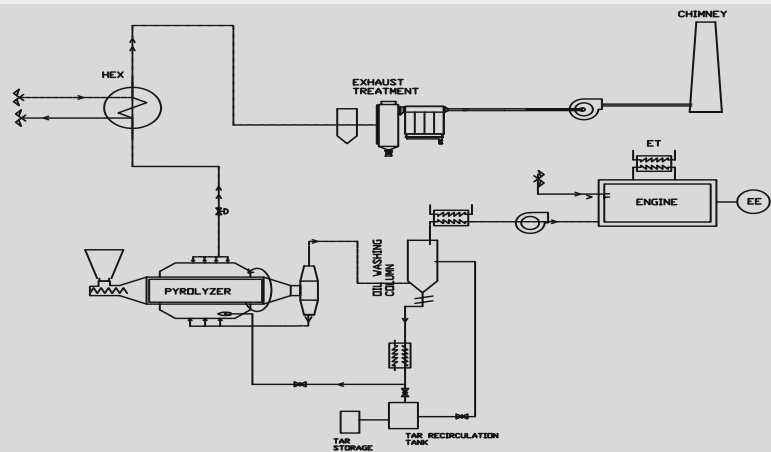 CHIMNEY
HEX
EXHAUST
TREATMENT
ET
ENGINE
EE
OIL WASHING
COLUMN
PYROLYZER
TAR
STORAGE
TAR RECIRCULATION
TANK